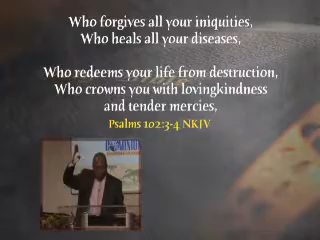 Who forgives all your iniquities,
Who heals all your diseases,
Who redeems your life from destruction,
Who crowns you with lovingkindness
and tender mercies,
Psalms 102:3-4 NKJV